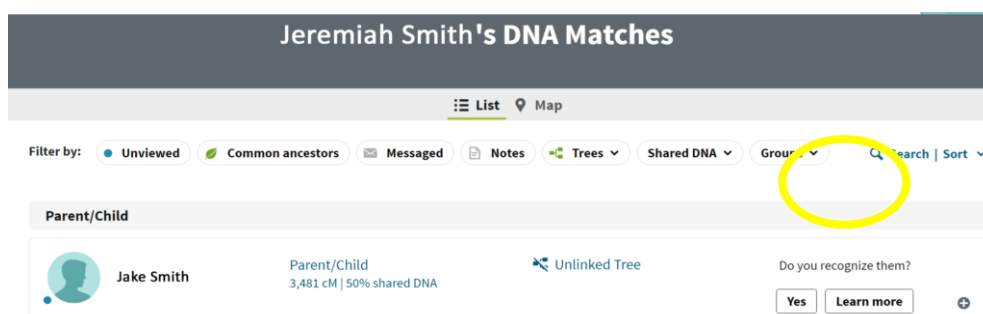 Jeremiah Smith's DNA Matches
List Map
Filter by: Unviewed Common ancestors Messaged Notes Trees Shared DNA Groups Search | Sort
Parent/Child
Jake Smith
Parent/Child
3,481 cM | 50% shared DNA
Unlinked Tree
Do you recognize them?
Yes Learn more